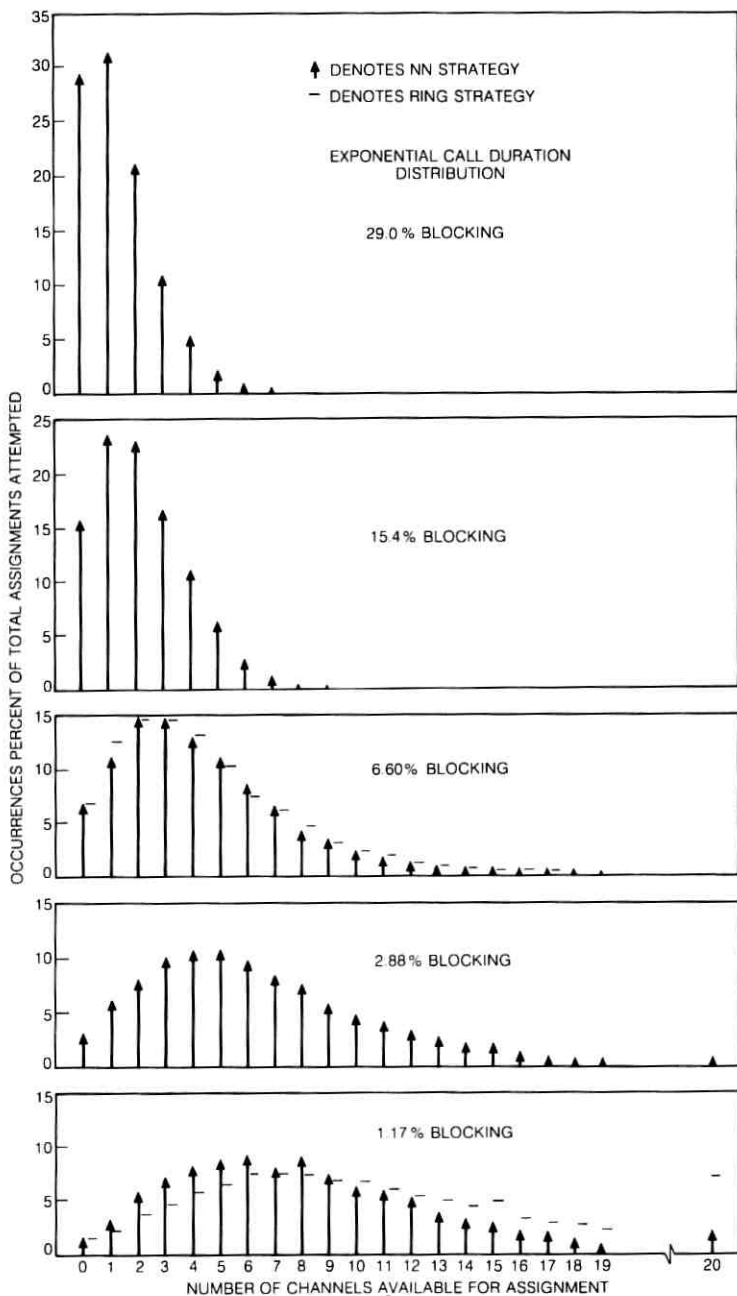 OCCURRENCES PERCENT OF TOTAL ASSIGNMENTS ATTEMPTED
35
30
25
20
15
10
5
0
↑ DENOTES NN STRATEGY
– DENOTES RING STRATEGY
EXPONENTIAL CALL DURATION
DISTRIBUTION
29.0 % BLOCKING
25
20
15
10
5
0
15.4 % BLOCKING
15
10
5
0
6.60 % BLOCKING
15
10
5
0
2.88 % BLOCKING
15
10
5
0
1.17 % BLOCKING
0 1 2 3 4 5 6 7 8 9 10 11 12 13 14 15 16 17 18 19 20
NUMBER OF CHANNELS AVAILABLE FOR ASSIGNMENT